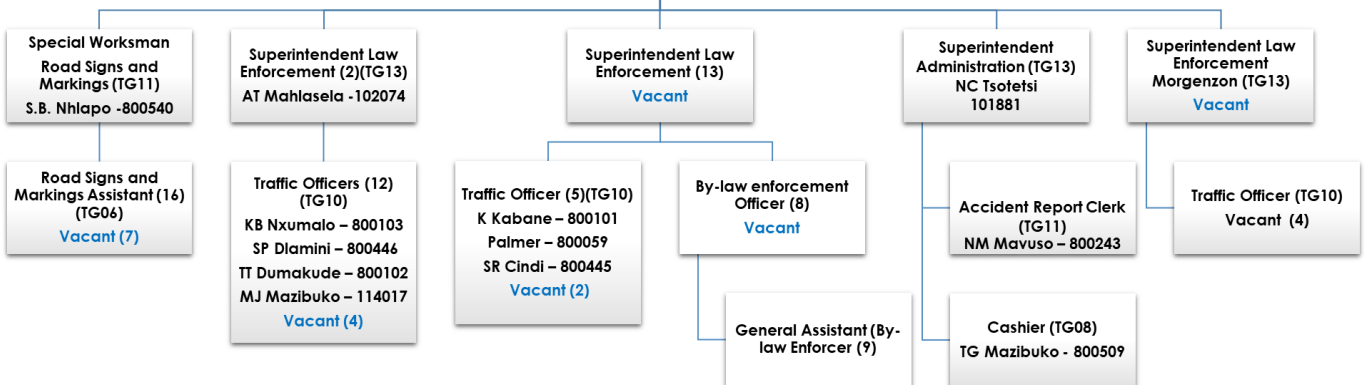 Special Worksman
Road Signs and
Markings (TG11)
S.B. Nhlapo -800540
Superintendent Law
Enforcement (2)(TG13)
AT Mahlasela -102074
Superintendent Law
Enforcement (13)
Vacant
Superintendent
Administration (TG13)
NC Tsotetsi
101881
Superintendent Law
Enforcement
Morgenzon (TG13)
Vacant
Road Signs and
Markings Assistant (16)
(TG06)
Vacant (7)
Traffic Officers (12)
(TG10)
KB Nxumalo – 800103
SP Dlamini – 800446
TT Dumakude – 800102
MJ Mazibuko – 114017
Vacant (4)
Traffic Officer (5)(TG10)
K Kabane – 800101
Palmer – 800059
SR Cindi – 800445
Vacant (2)
By-law enforcement
Officer (8)
Vacant
General Assistant (By-
law Enforcer (9)
Accident Report Clerk
(TG11)
NM Mavuso – 800243
Cashier (TG08)
TG Mazibuko - 800509
Traffic Officer (TG10)
Vacant (4)